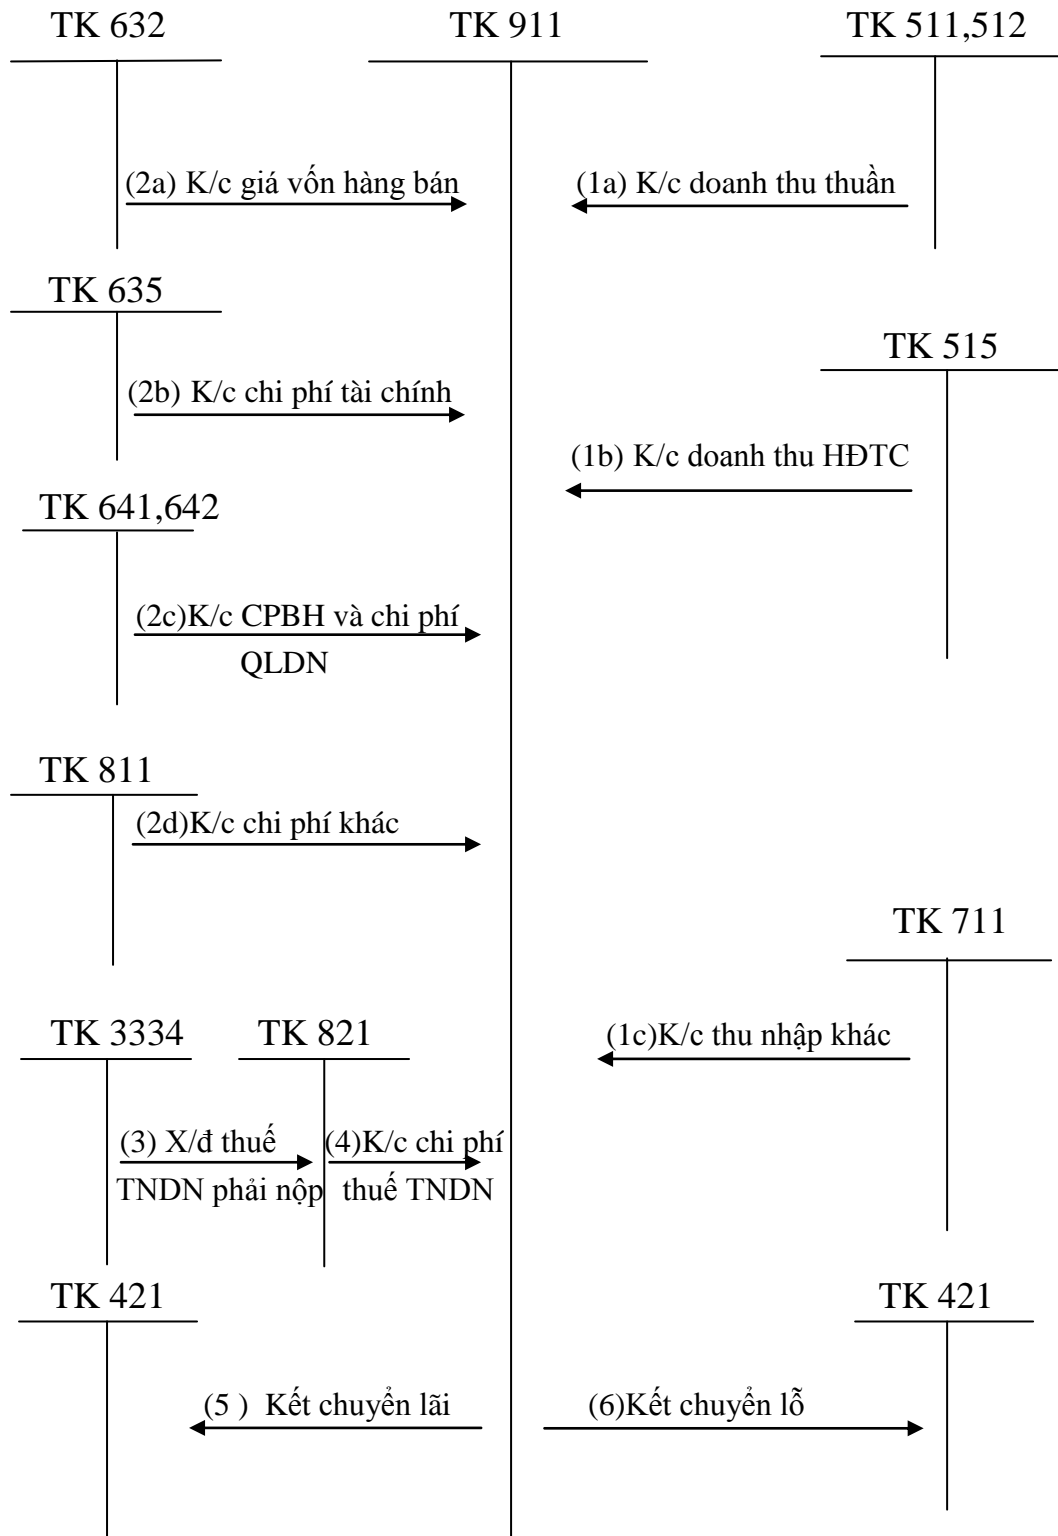 TK 632
TK 911
TK 511,512
(2a) K/c giá vốn hàng bán
(1a) K/c doanh thu thuần
TK 635
TK 515
(2b) K/c chi phí tài chính
(1b) K/c doanh thu HĐTC
TK 641,642
(2c)K/c CPBH và chi phí
QLDN
TK 811
(2d)K/c chi phí khác
TK 711
TK 3334
TK 821
(1c)K/c thu nhập khác
(3) X/đ thuế
TNDN phải nộp
(4)K/c chi phí
thuế TNDN
TK 421
TK 421
(5 ) Kết chuyển lãi
(6)Kết chuyển lỗ